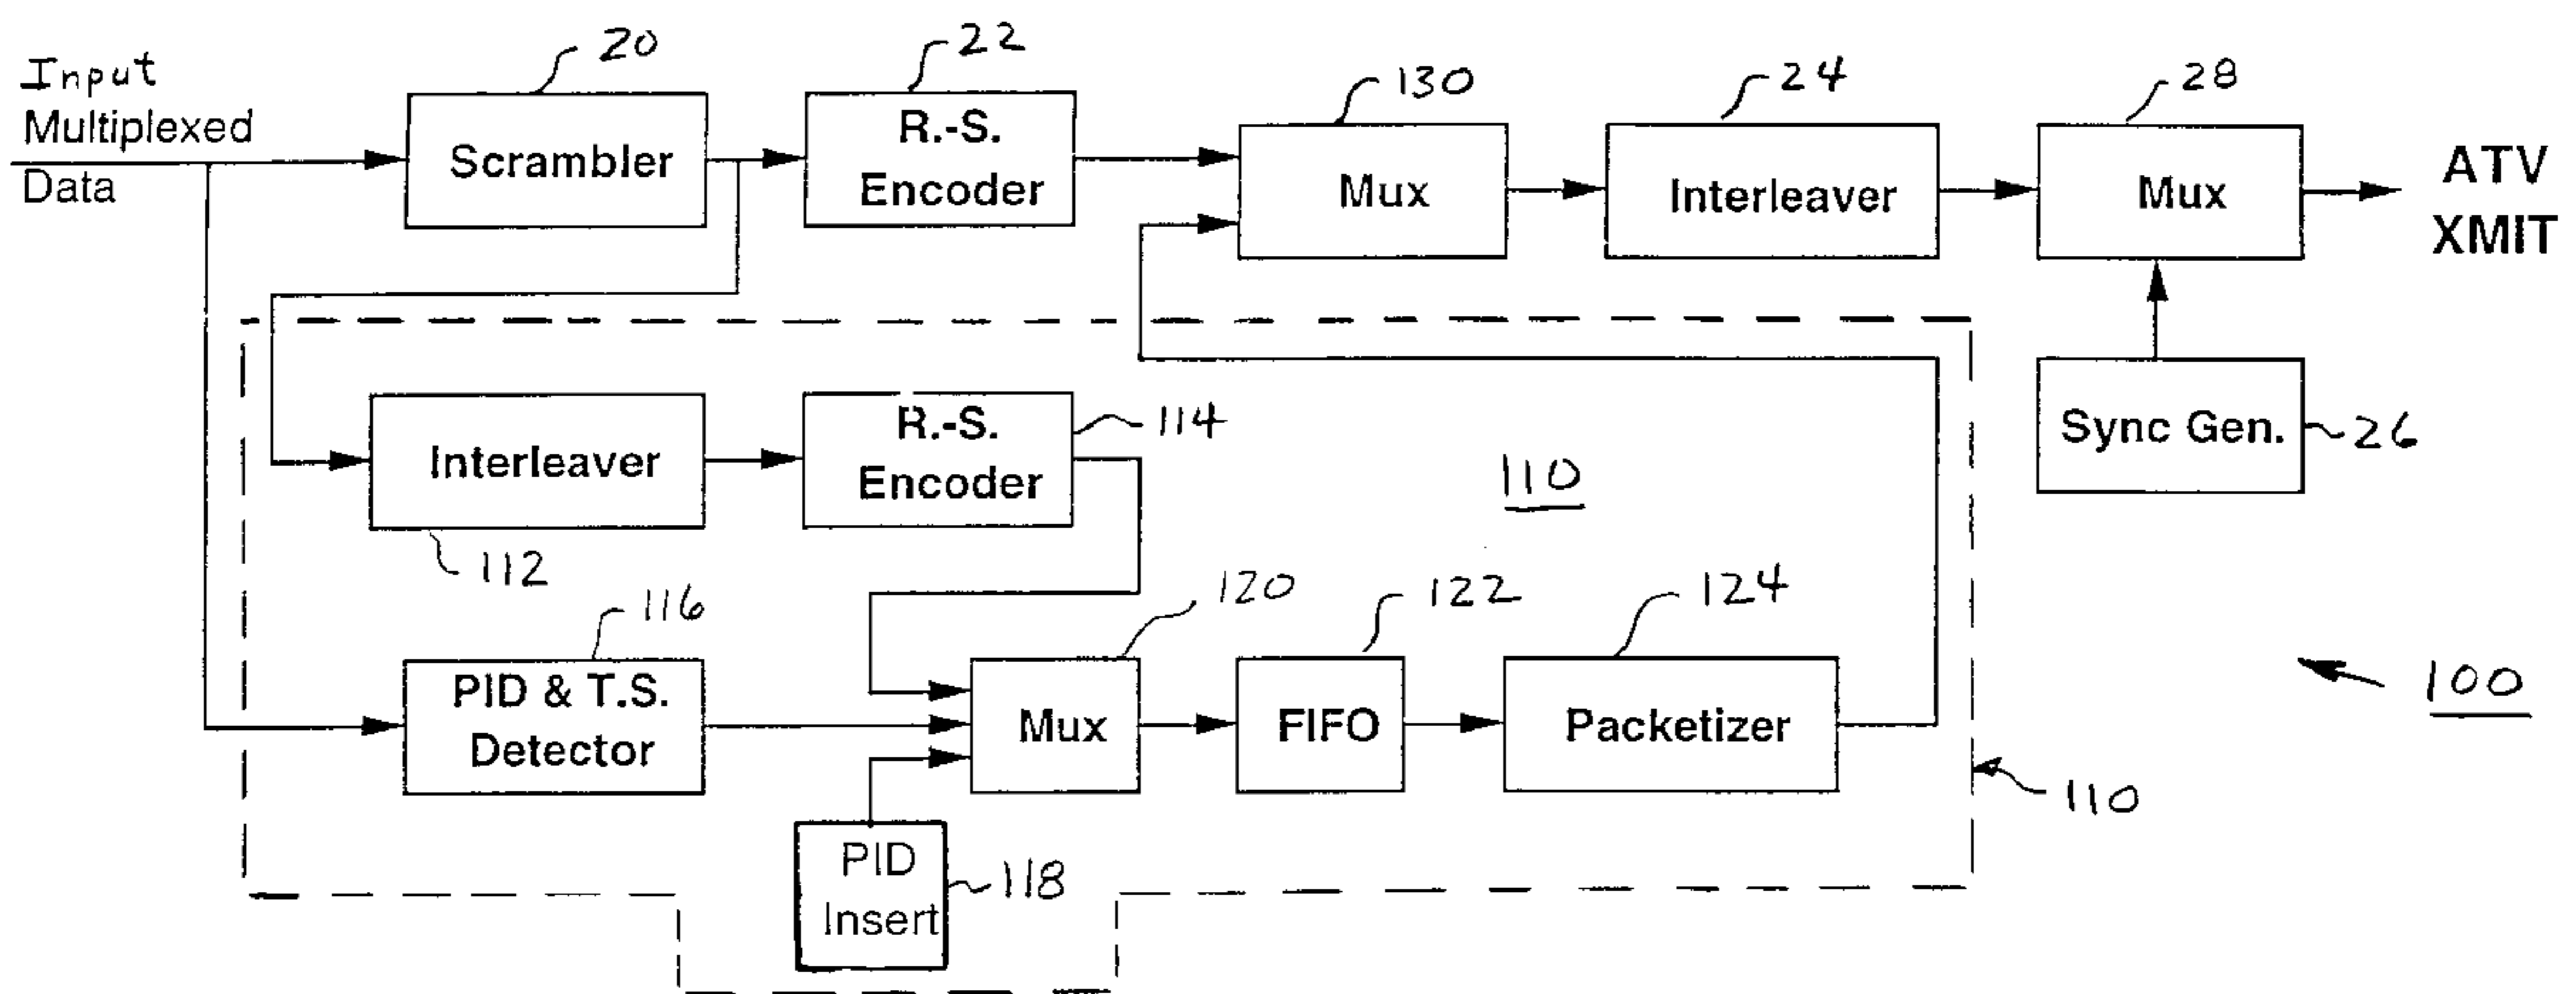 20
22
130
24
28
Input
Multiplexed
Data
Scrambler
R.-S.
Encoder
Mux
Interleaver
Mux
ATV
XMIT
Interleaver
112
R.-S.
Encoder
114
110
Sync Gen.
26
116
PID & T.S.
Detector
120
Mux
122
FIFO
124
Packetizer
100
110
PID
Insert
118